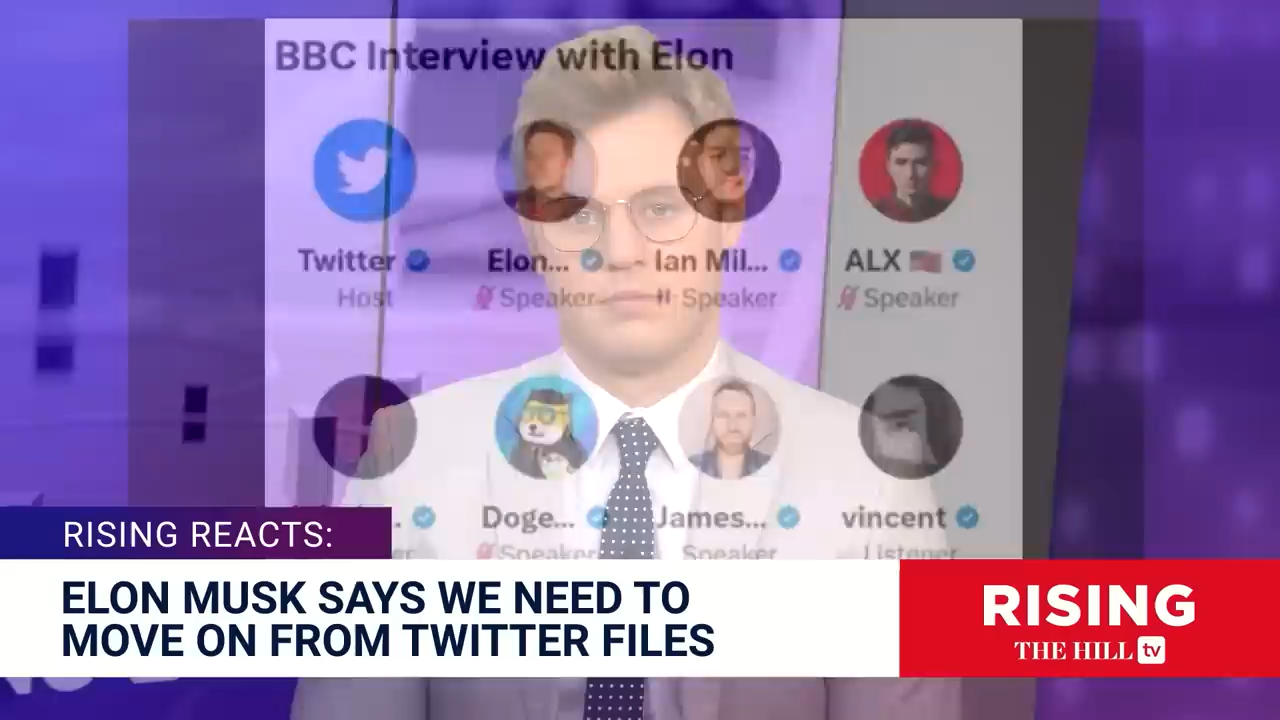 BBC Interview with Elon
Twitter
Host
Elon...
Speaker
Ian Mil...
Speaker
ALX
Speaker
Doge...
Speaker
James...
Speaker
vincent
Listener
RISING REACTS:
ELON MUSK SAYS WE NEED TO
MOVE ON FROM TWITTER FILES
RISING
THE HILL tv